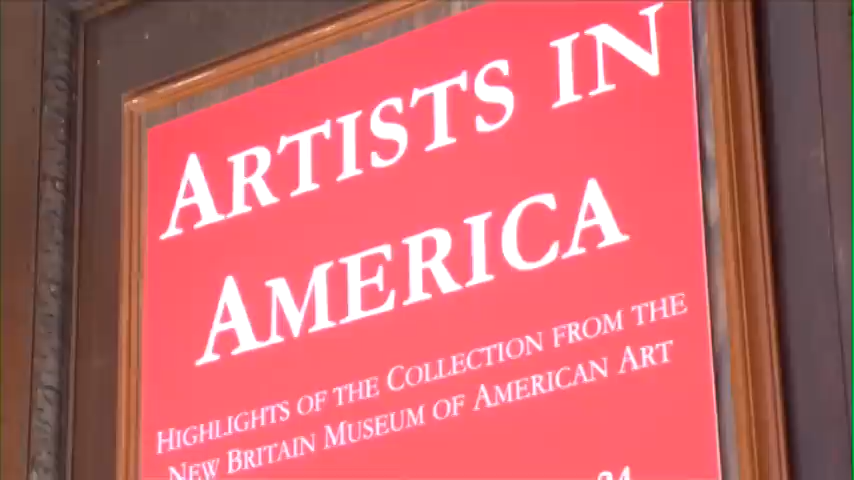 ARTISTS IN
AMERICA
HIGHLIGHTS OF THE COLLECTION FROM THE
NEW BRITAIN MUSEUM OF AMERICAN ART